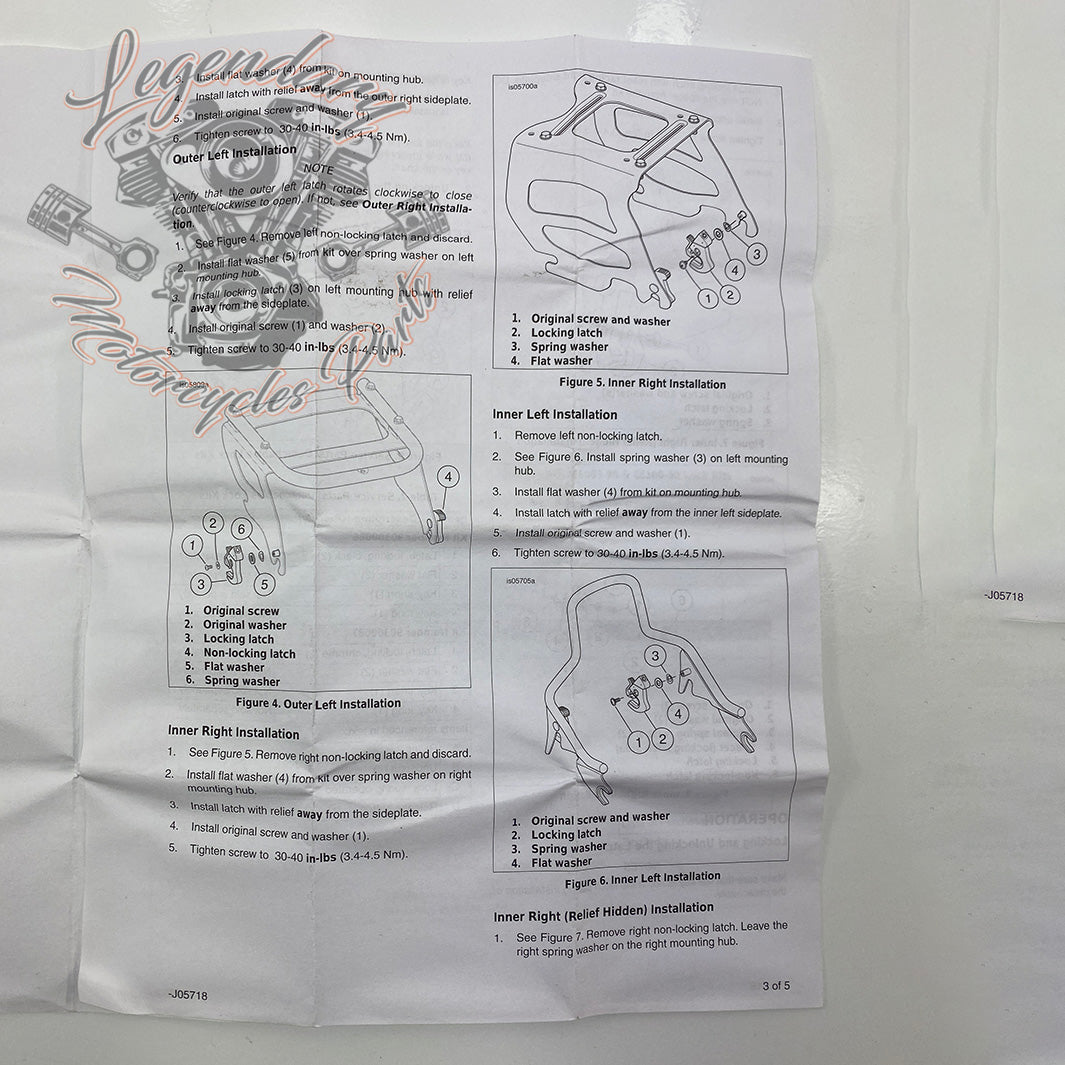 Legendary
Motorcycles Parts
3. Install flat washer (4) from kit on mounting hub.
4. Install latch with relief away from the outer right sideplate.
5. Install original screw and washer (1).
6. Tighten screw to 30-40 in-lbs (3.4-4.5 Nm).
Outer Left Installation
NOTE
Verify that the outer left latch rotates clockwise to close
(counterclockwise to open). If not, see Outer Right Installa-
tion.
1. See Figure 4. Remove left non-locking latch and discard.
2. Install flat washer (5) from kit over spring washer on left
mounting hub.
3. Install locking latch (3) on left mounting hub with relief
away from the sideplate.
4. Install original screw (1) and washer (2).
5. Tighten screw to 30-40 in-lbs (3.4-4.5 Nm).
4
2
6
1
3
5
1. Original screw
2. Original washer
3. Locking latch
4. Non-locking latch
5. Flat washer
6. Spring washer
Figure 4. Outer Left Installation
Inner Right Installation
1. See Figure 5. Remove right non-locking latch and discard.
2. Install flat washer (4) from kit over spring washer on right
mounting hub.
3. Install latch with relief away from the sideplate.
4. Install original screw and washer (1).
5. Tighten screw to 30-40 in-lbs (3.4-4.5 Nm).
-J05718
is05700a
3
4
1
2
1. Original screw and washer
2. Locking latch
3. Spring washer
4. Flat washer
Figure 5. Inner Right Installation
Inner Left Installation
1. Remove left non-locking latch.
2. See Figure 6. Install spring washer (3) on left mounting
hub.
3. Install flat washer (4) from kit on mounting hub.
4. Install latch with relief away from the inner left sideplate.
5. Install original screw and washer (1).
6. Tighten screw to 30-40 in-lbs (3.4-4.5 Nm).
is05705a
3
4
1
2
1. Original screw and washer
2. Locking latch
3. Spring washer
4. Flat washer
Figure 6. Inner Left Installation
Inner Right (Relief Hidden) Installation
1. See Figure 7. Remove right non-locking latch. Leave the
right spring washer on the right mounting hub.
3 of 5
-J05718